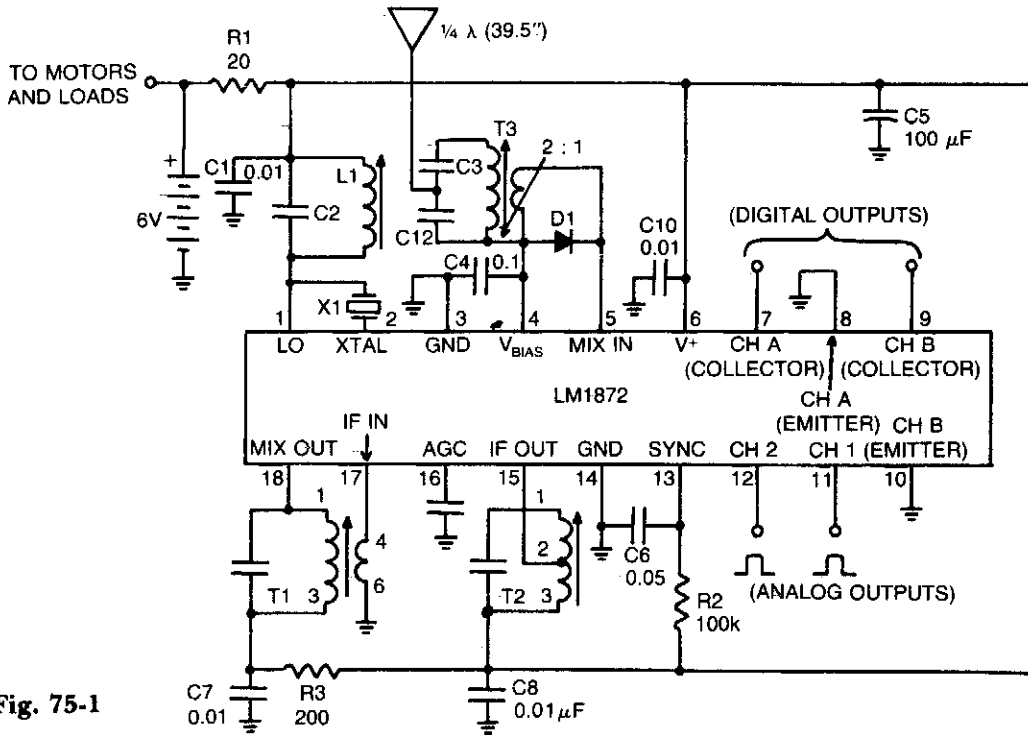 ¼ λ (39.5")
R1
20
TO MOTORS
AND LOADS
C5
100 μF
T3
2 : 1
C1
0.01
C3
L1
(DIGITAL OUTPUTS)
+
D1
C10
0.01
6V
C2
C12
C4
0.1
X1
1
2
3
4
5
6
7
8
9
LO
XTAL
GND
VBIAS
MIX IN
V+
CH A
(COLLECTOR)
CH B
(COLLECTOR)
LM1872
CH A
(EMITTER)
IF IN
MIX OUT
AGC
IF OUT
GND
SYNC
CH 2
CH 1
CH B
(EMITTER)
18
17
16
15
14
13
12
11
10
1
4
1
C6
0.05
2
6
T1
3
T2
3
R2
100k
(ANALOG OUTPUTS)
C7
0.01
R3
200
C8
0.01μF
Fig. 75-1